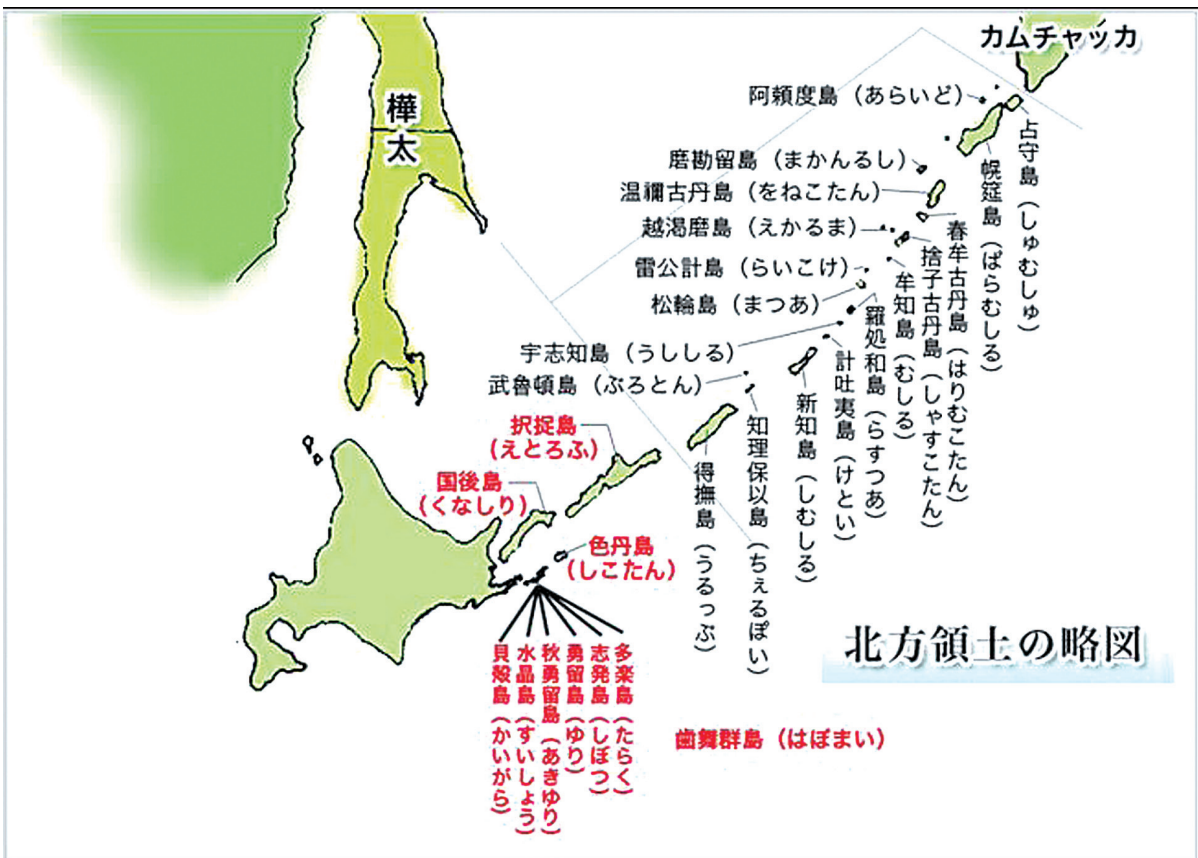 カムチャッカ
樺太
阿頼度島（あらいど）
占守島（しゅむしゅ）
幌筵島（ぱらむしる）
磨勘留島（まかんるし）
温禰古丹島（をねこたん）
春牟古丹島（はりむこたん）
越渇磨島（えかるま）
捨子古丹島（しゃすこたん）
牟知島（むしる）
雷公計島（らいこけ）
松輪島（まつあ）
羅処和島（らすつあ）
宇志知島（うししる）
計吐夷島（けとい）
新知島（しむしる）
武魯頓島（ぶろとん）
知理保以島（ちぇるぽい）
得撫島（うるっぷ）
択捉島
（えとろふ）
国後島
（くなしり）
色丹島
（しこたん）
多楽島（たらく）
志発島（しぼつ）
勇留島（ゆり）
秋勇留島（あきゆり）
水晶島（すいしょう）
貝殻島（かいがら）
歯舞群島（はぼまい）
北方領土の略図